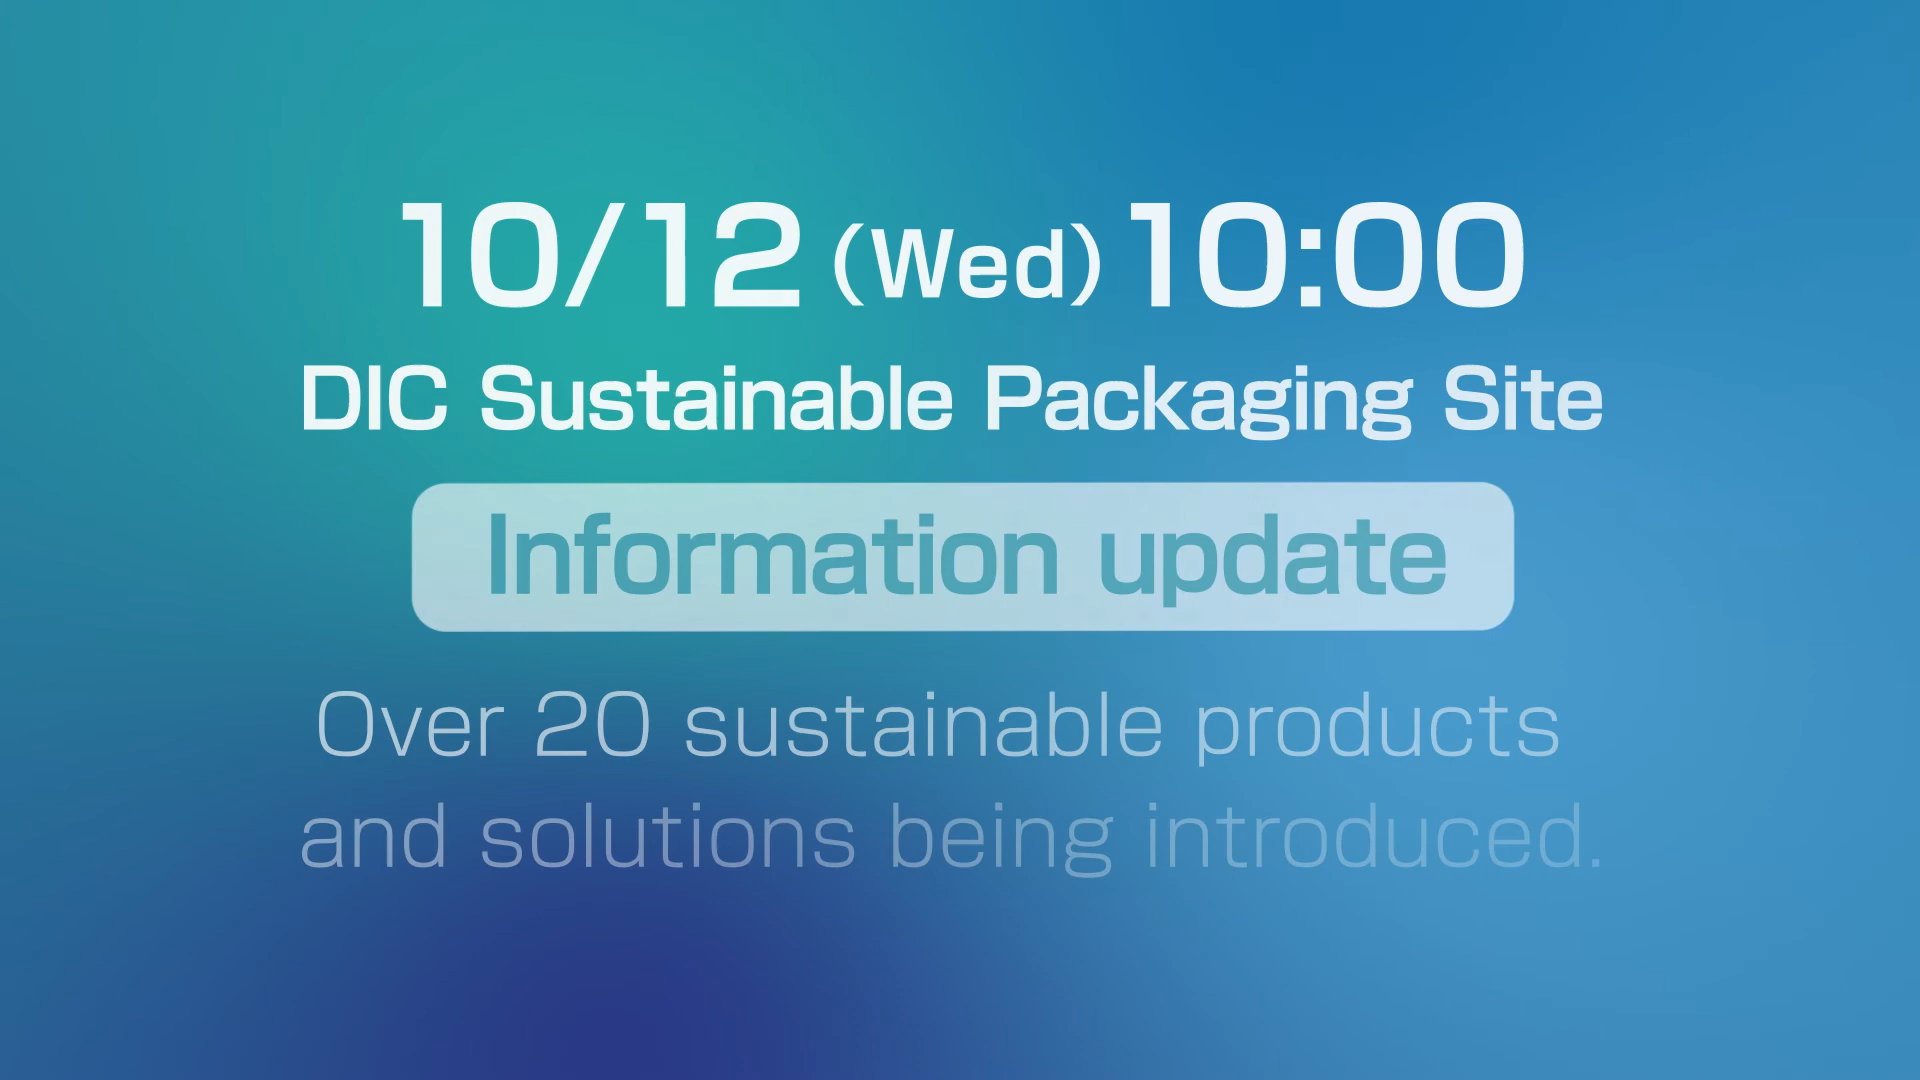 10/12 (Wed) 10:00
DIC Sustainable Packaging Site
Information update
Over 20 sustainable products
and solutions being introduced.